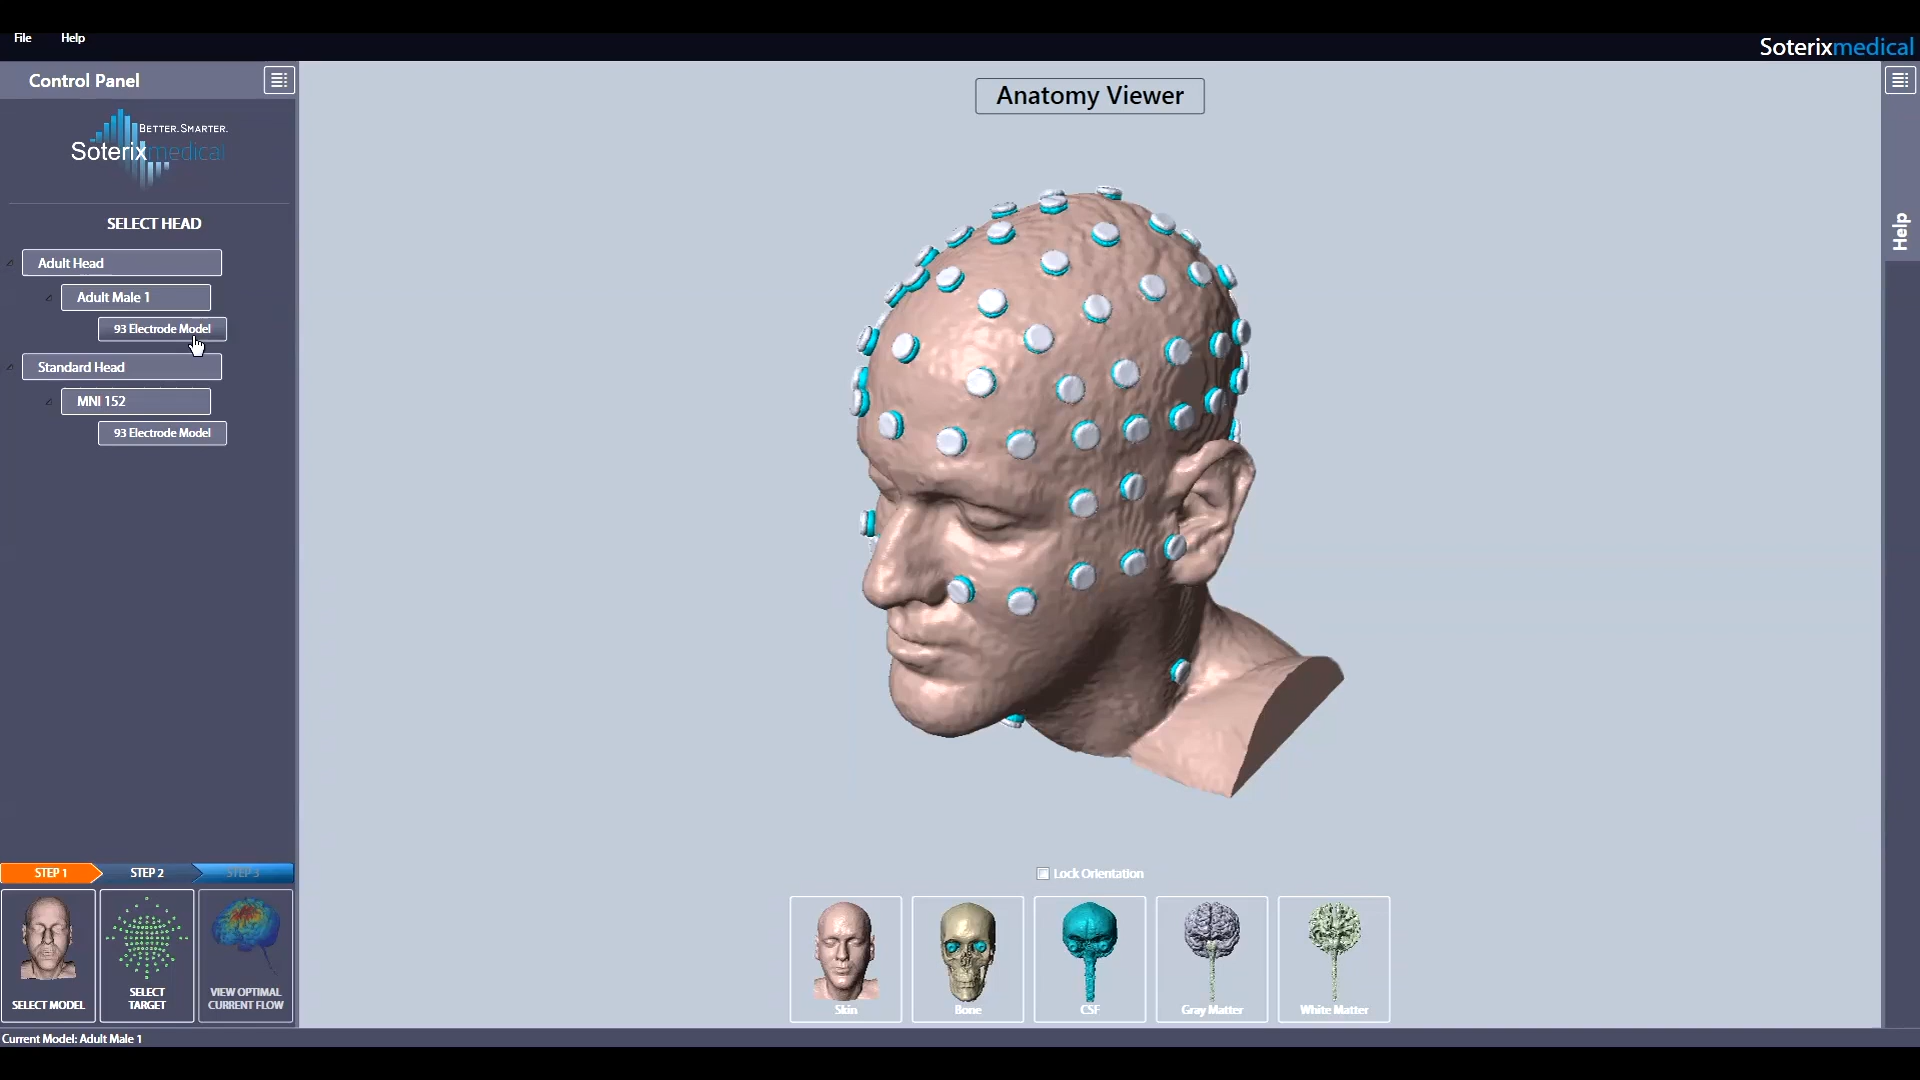 File Help
Soterixmedical
Control Panel
Anatomy Viewer
BETTER.SMARTER.
Soterixmedical
SELECT HEAD
Help
Adult Head
Adult Male 1
93 Electrode Model
Standard Head
MNI 152
93 Electrode Model
STEP 1 STEP 2 STEP 3
Lock Orientation
SELECT MODEL
SELECT
TARGET
VIEW OPTIMAL
CURRENT FLOW
Skin Bone CSF Gray Matter White Matter
Current Model: Adult Male 1